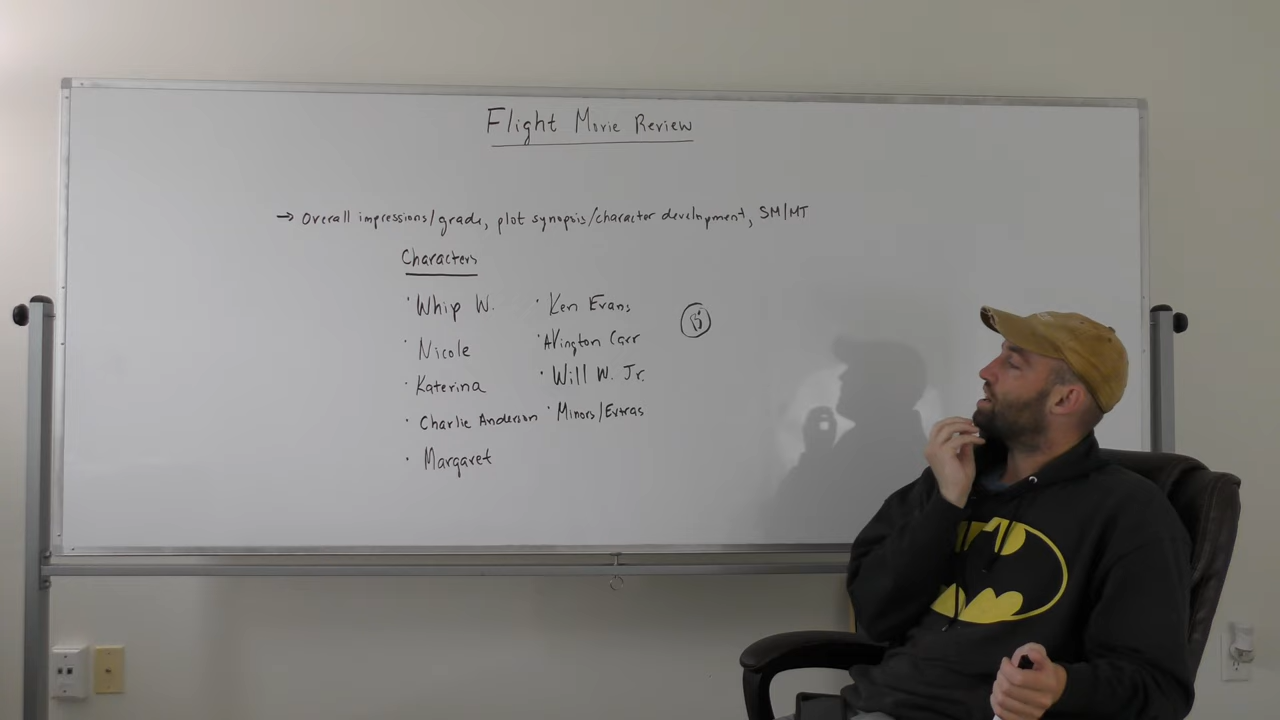 Flight Movie Review
→ Overall impressions/grade, plot synopsis/character development, SM/MT
Characters
· Whip W.
· Nicole
· Katerina
· Charlie Anderson
· Margaret
· Ken Evans
· Avington Carr
· Will W. Jr.
· Minors/Extras